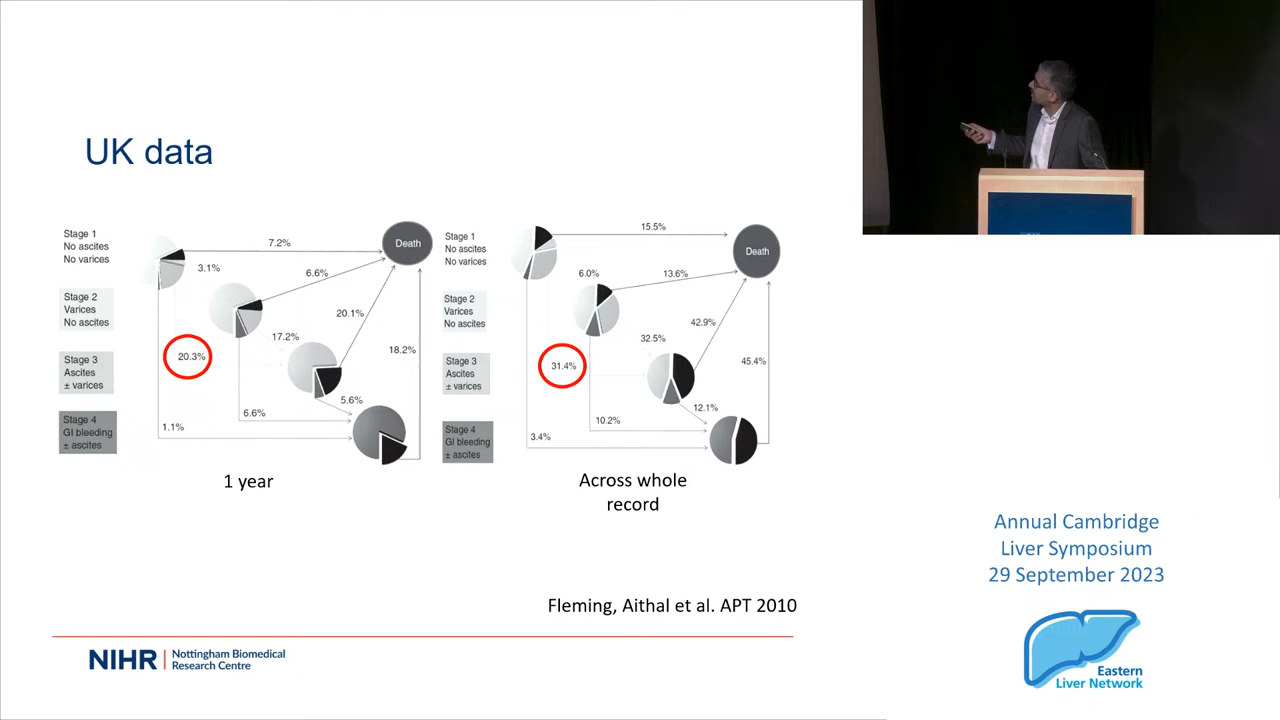 UK data
Stage 1
No ascites
No varices
Stage 2
Varices
No ascites
Stage 3
Ascites
± varices
Stage 4
GI bleeding
± ascites
7.2%
Death
3.1%
6.6%
20.1%
17.2%
20.3%
18.2%
5.6%
6.6%
1.1%
1 year
Stage 1
No ascites
No varices
Stage 2
Varices
No ascites
Stage 3
Ascites
± varices
Stage 4
GI bleeding
± ascites
15.5%
Death
6.0%
13.6%
42.9%
32.5%
31.4%
45.4%
12.1%
10.2%
3.4%
Across whole
record
Fleming, Aithal et al. APT 2010
NIHR | Nottingham Biomedical
Research Centre
Annual Cambridge
Liver Symposium
29 September 2023
Eastern
Liver Network